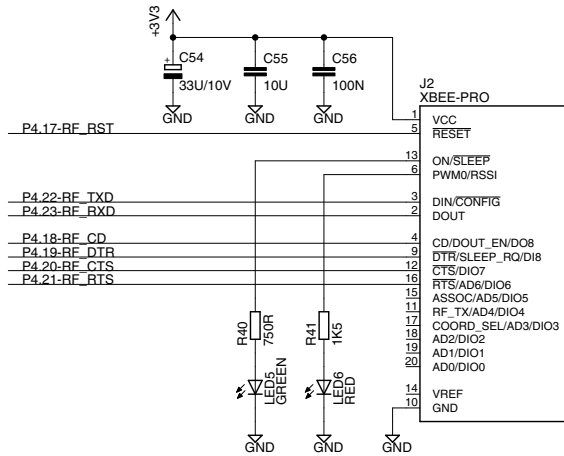 +3V3
+ C54
33U/10V
C55
10U
C56
100N
GND
GND
GND
J2
XBEE-PRO
P4.17-RF_RST
P4.22-RF_TXD
P4.23-RF_RXD
P4.18-RF_CD
P4.19-RF_DTR
P4.20-RF_CTS
P4.21-RF_RTS
1 VCC
5 RESET
13 ON/SLEEP
6 PWM0/RSSI
3 DIN/CONFIG
2 DOUT
4 CD/DOUT_EN/DO8
9 DTR/SLEEP_RQ/DI8
12 CTS/DIO7
16 RTS/AD6/DIO6
15 ASSOC/AD5/DIO5
11 RF_TX/AD4/DIO4
17 COORD_SEL/AD3/DIO3
18 AD2/DIO2
19 AD1/DIO1
20 AD0/DIO0
14 VREF
10 GND
R40
750R
R41
1K5
LED5
GREEN
LED6
RED
GND
GND
GND